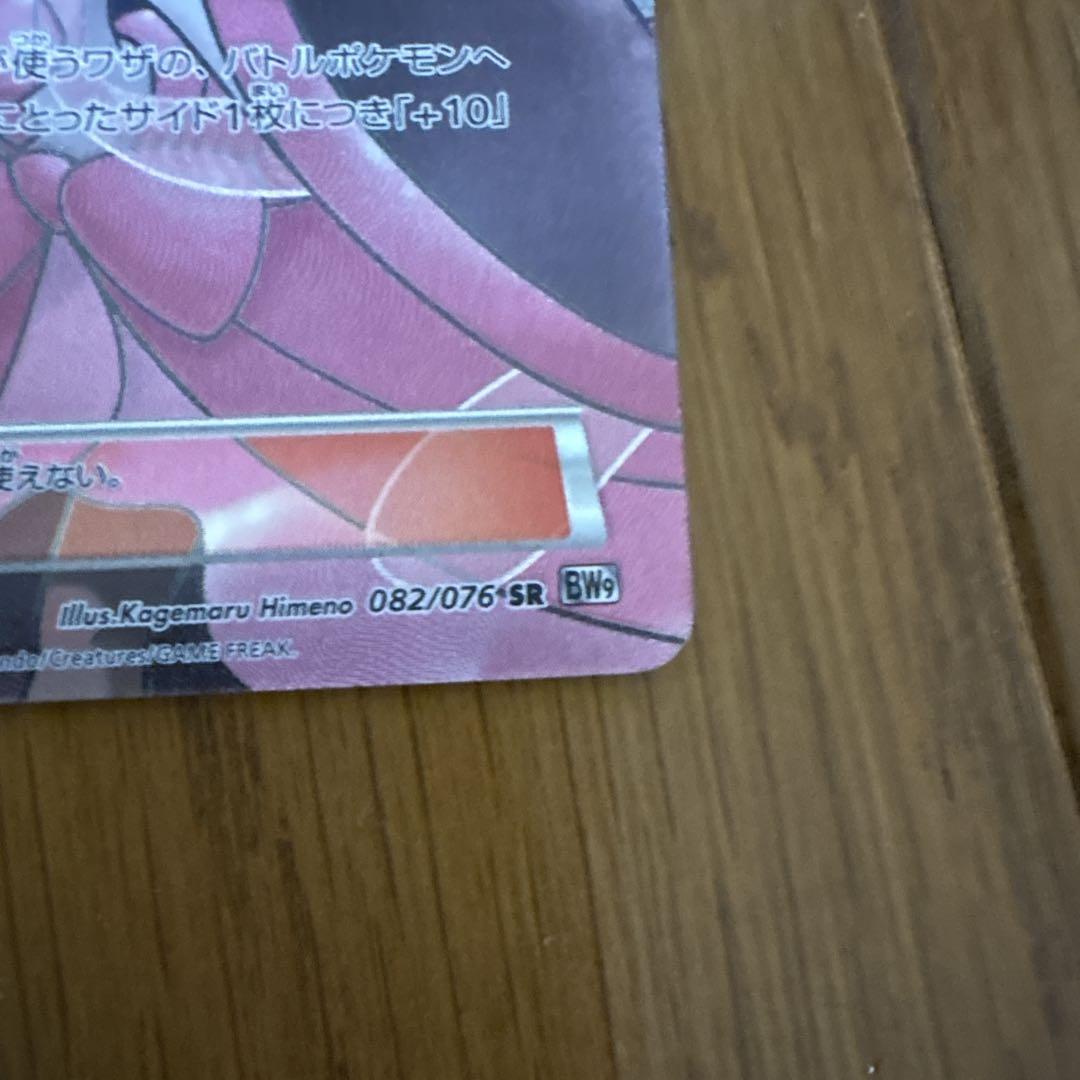 使うワザの、バトルポケモンへ
ことったサイド1枚につき「+10」
使えない。
Illus.Kagemaru Himeno 082/076 SR BW9
/Creatures/GAME FREAK.